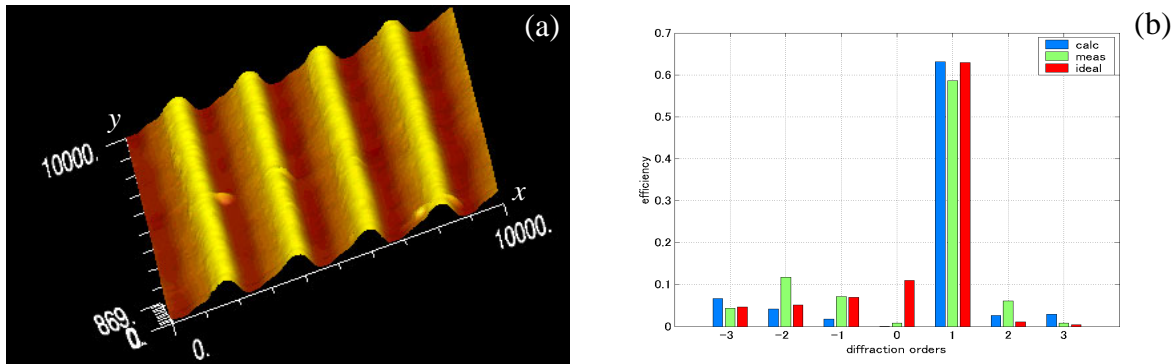 (a)
y
10000.
x
10000.
869.
0.
0.
(b)
0.7
0.6
0.5
0.4
0.3
0.2
0.1
0
calc
meas
ideal
efficiency
-3
-2
-1
0
1
2
3
diffraction orders